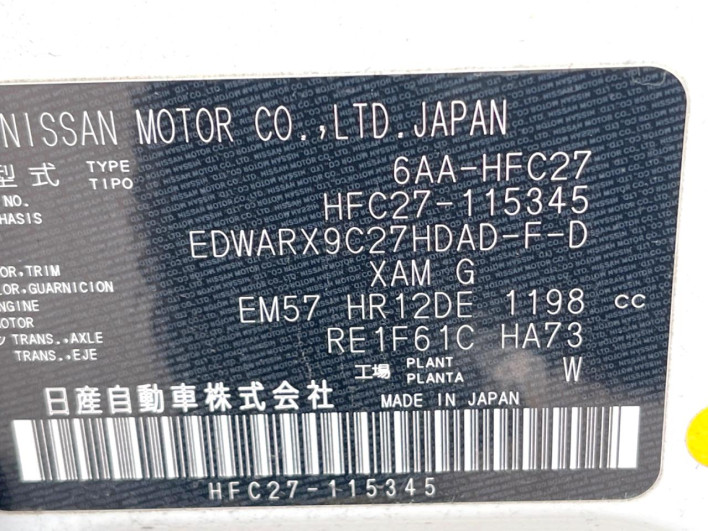 NISSAN MOTOR CO.,LTD.JAPAN
型式 TYPE TIPO 6AA-HFC27
NO. HASIS HFC27-115345
EDWARX9C27HDAD-F-D
OR,TRIM
LOR,GUARNICION XAM G
NGINE
MOTOR EM57 HR12DE 1198 cc
TRANS.,AXLE
TRANS.,EJE RE1F61C HA73
工場 PLANT PLANTA W
日産自動車株式会社 MADE IN JAPAN
HFC27-115345